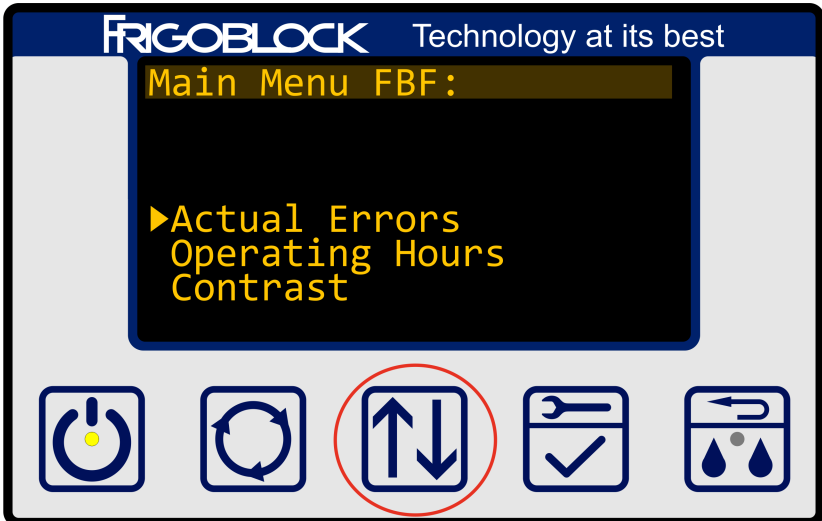 FRIGOBLOCK Technology at its best
Main Menu FBF:
Actual Errors
Operating Hours
Contrast